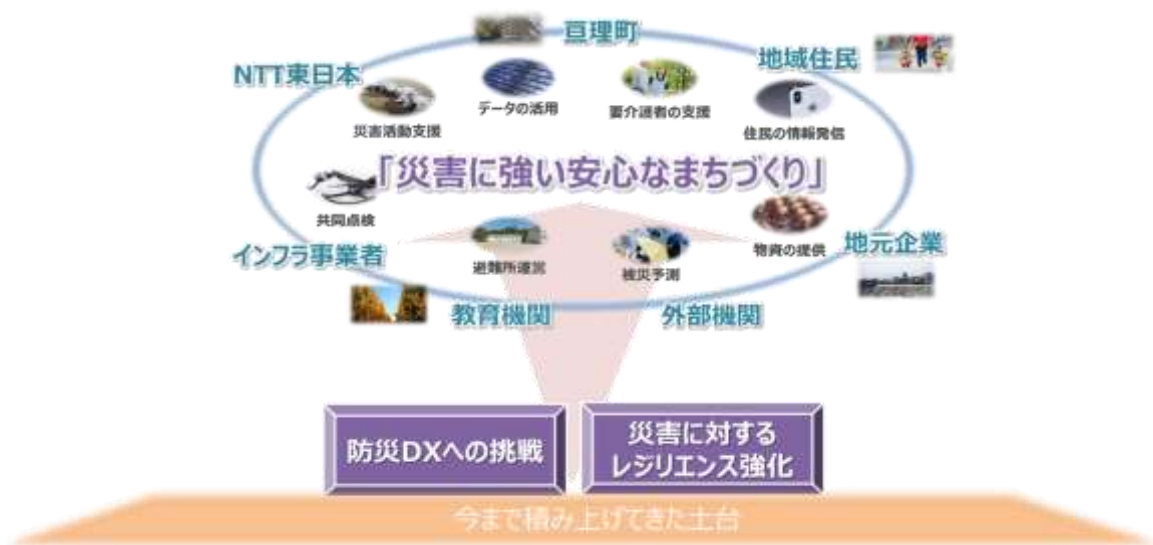 亘理町
地域住民
NTT東日本
データの活用
要介護者の支援
災害活動支援
住民の情報発信
「災害に強い安心なまちづくり」
共同点検
物資の提供
地元企業
インフラ事業者
避難所運営
被災予測
教育機関
外部機関
防災DXへの挑戦
災害に対する
レジリエンス強化
今まで積み上げてきた土台